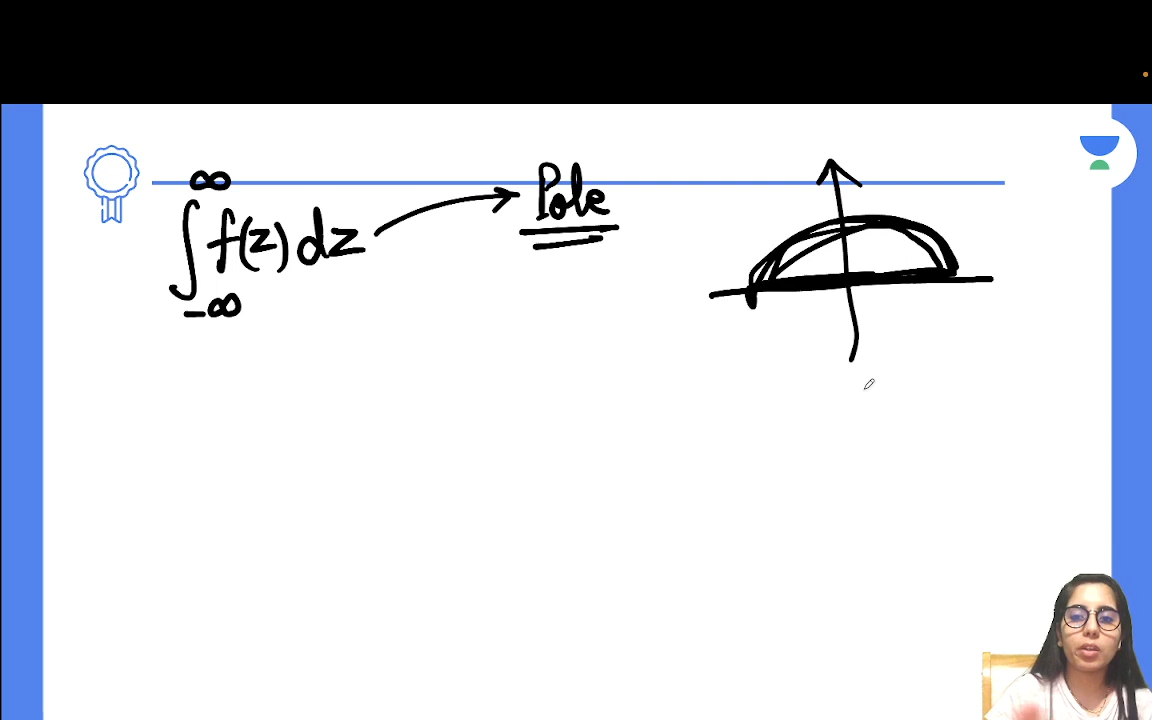 ∫_{-∞}^{∞} f(z) dz → Pole